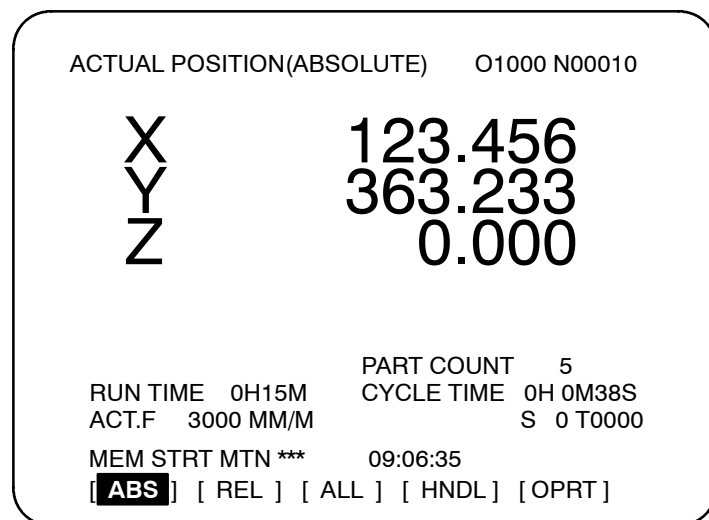 ACTUAL POSITION(ABSOLUTE) O1000 N00010
X 123.456
Y 363.233
Z 0.000
PART COUNT 5
RUN TIME 0H15M CYCLE TIME 0H 0M38S
ACT.F 3000 MM/M S 0 T0000
MEM STRT MTN *** 09:06:35
[ ABS ] [ REL ] [ ALL ] [ HNDL ] [ OPRT ]